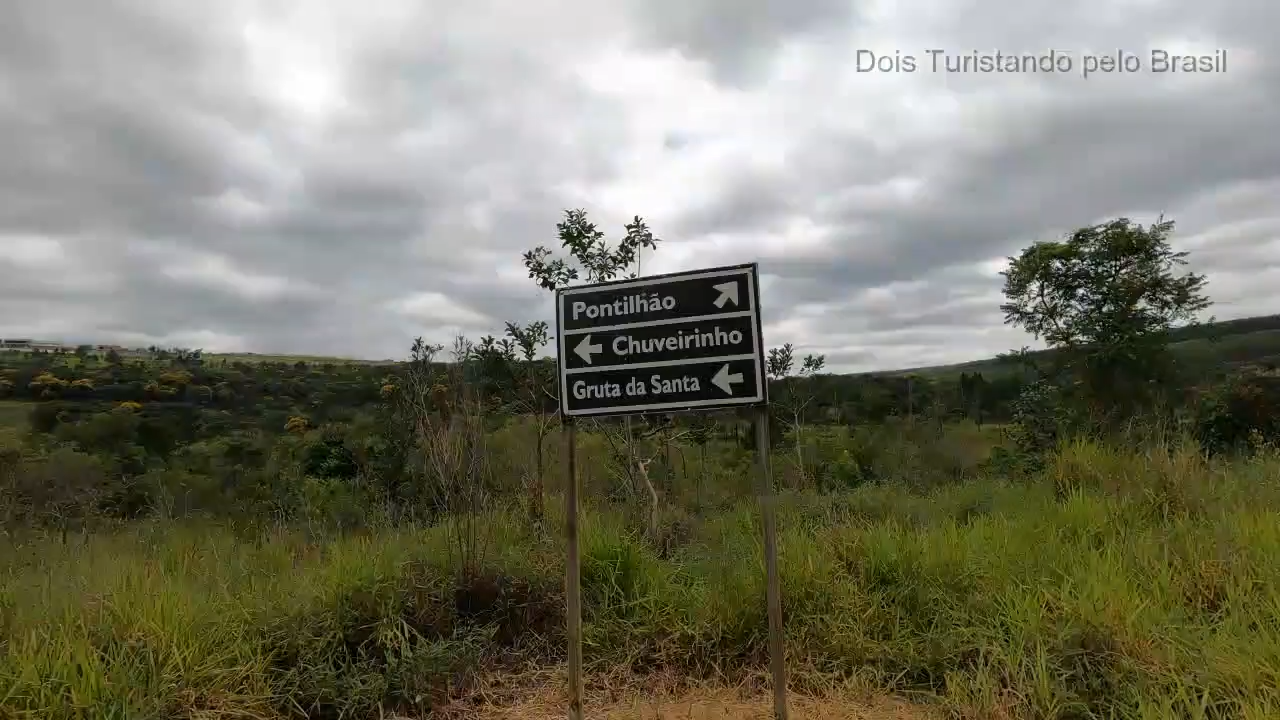 Dois Turistando pelo Brasil
Pontilhão
Chuveirinho
Gruta da Santa